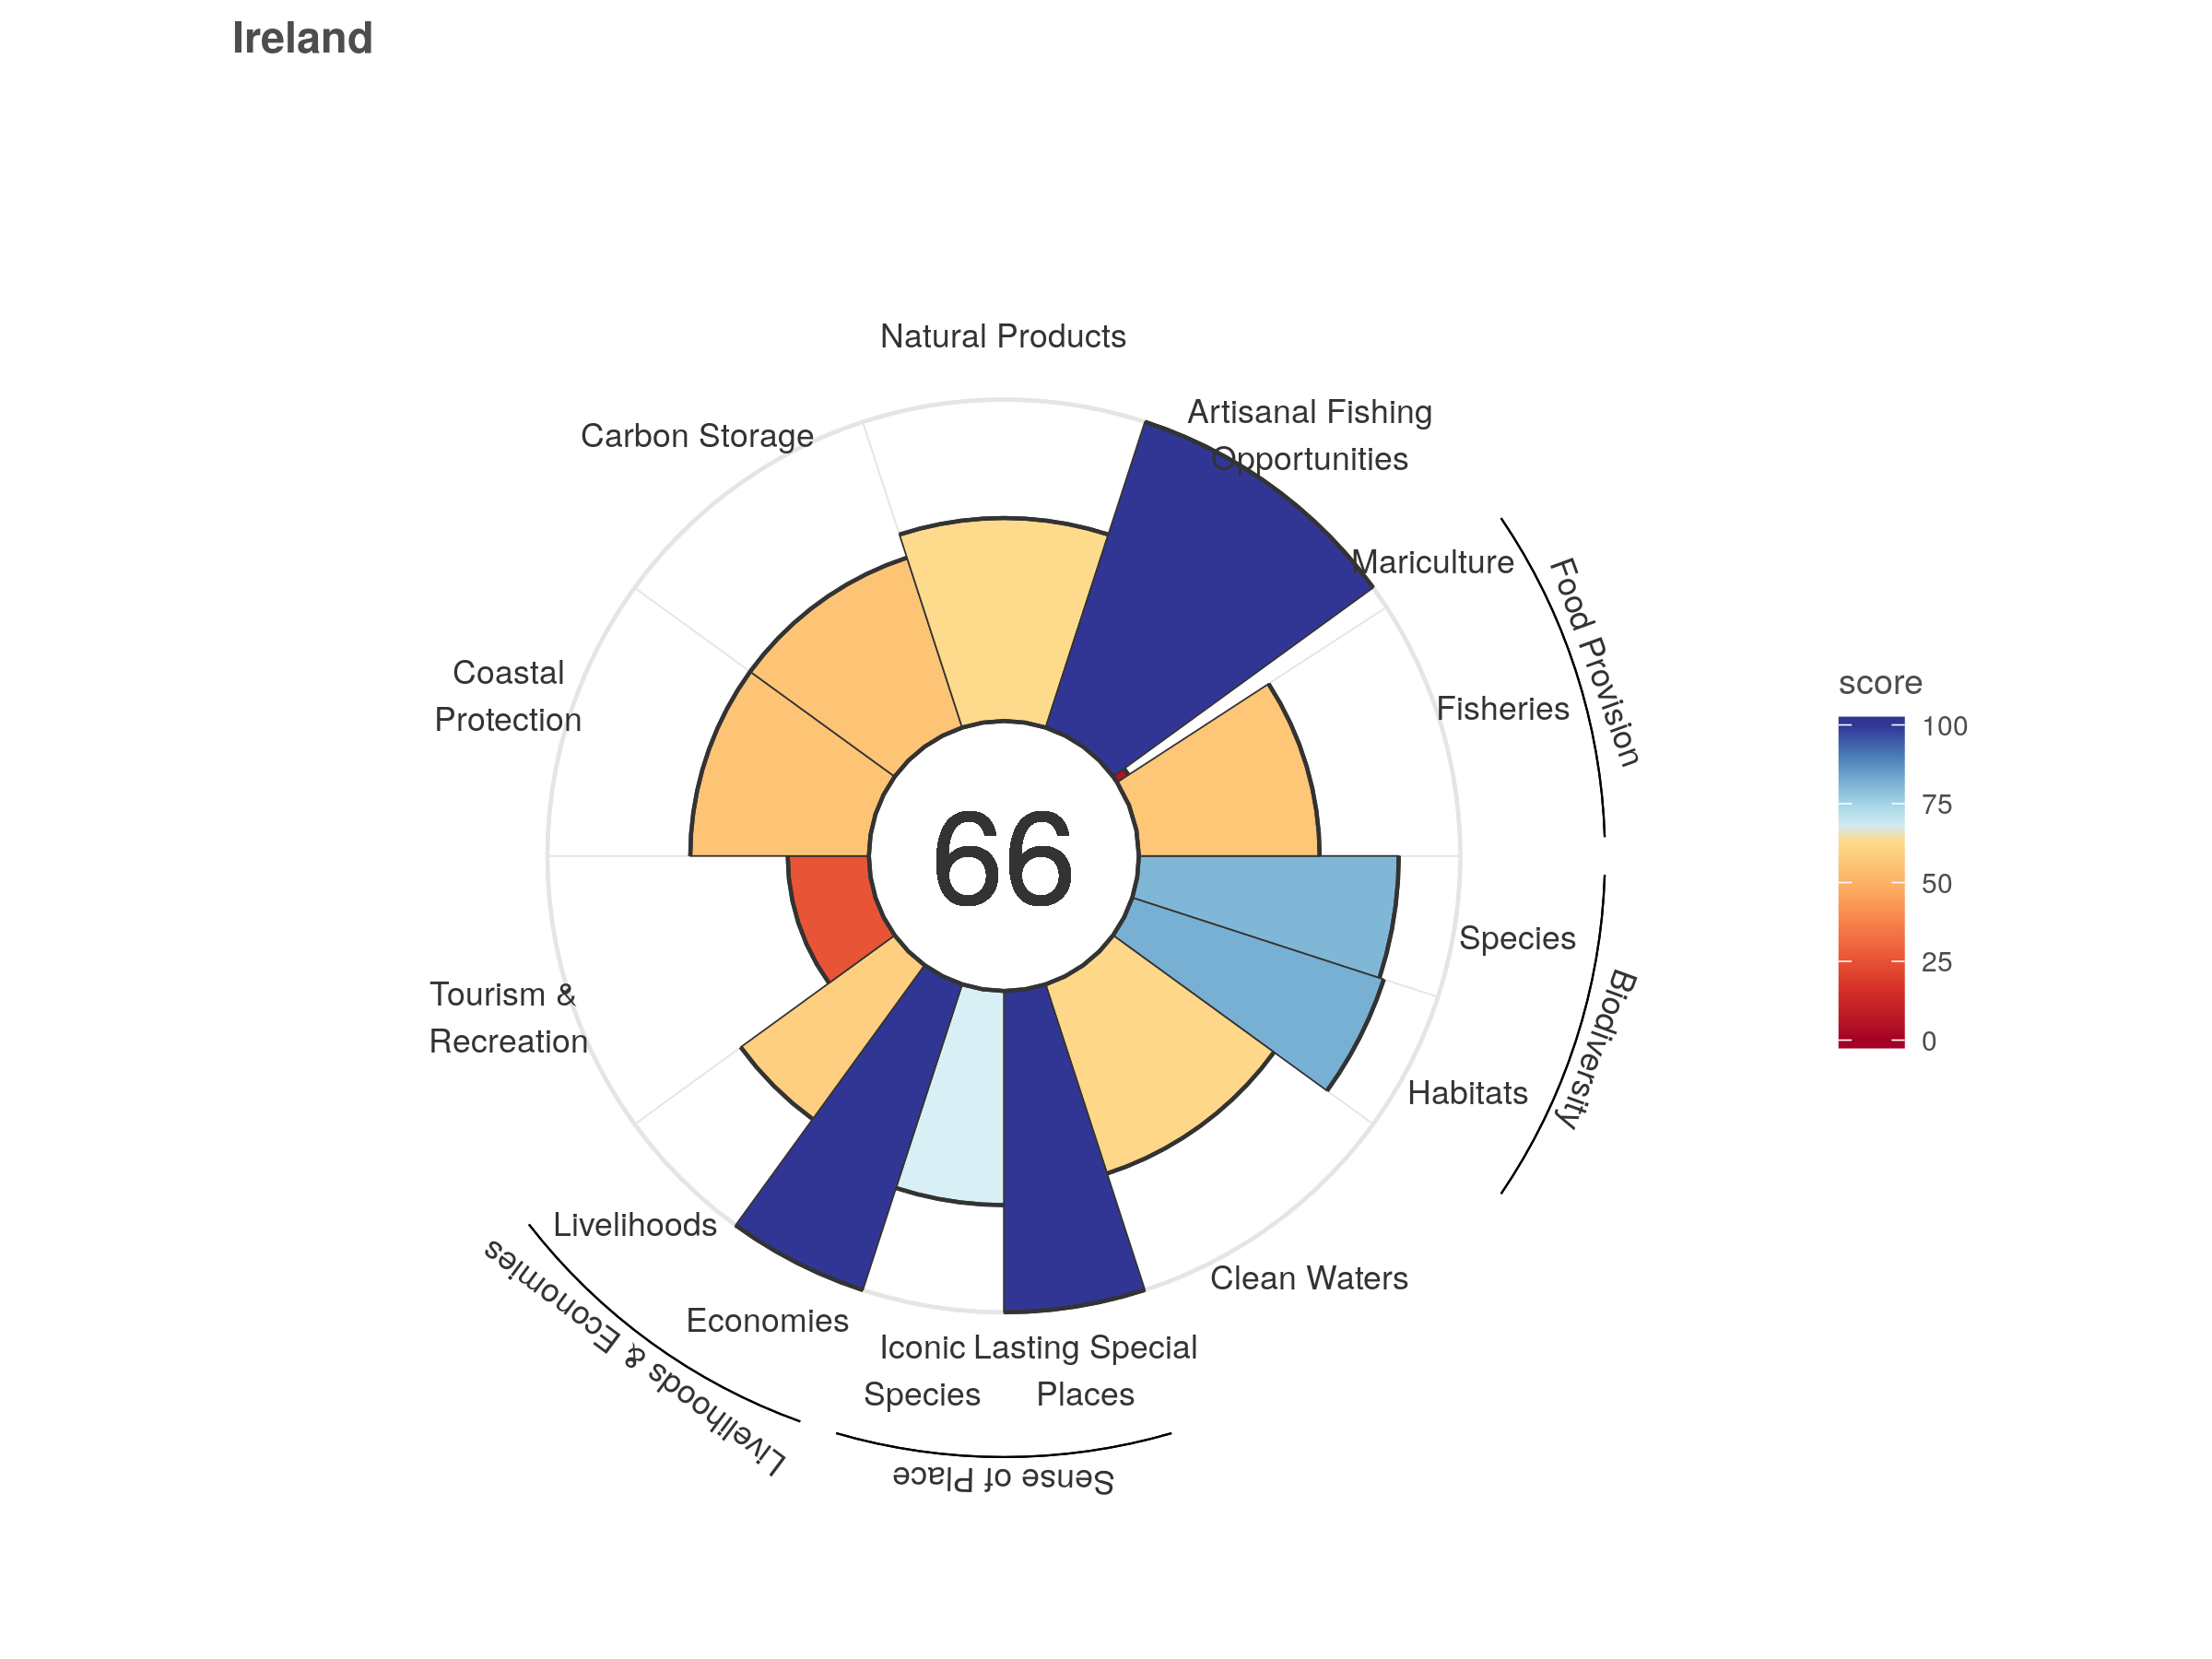 Ireland
Natural Products
Artisanal Fishing
Opportunities
Carbon Storage
Mariculture
Food Provision
Fisheries
Coastal
Protection
score
100
75
50
25
0
66
Species
Biodiversity
Habitats
Tourism &
Recreation
Livelihoods
Livelihoods & Economies
Economies
Clean Waters
Iconic
Species
Lasting Special
Places
Sense of Place